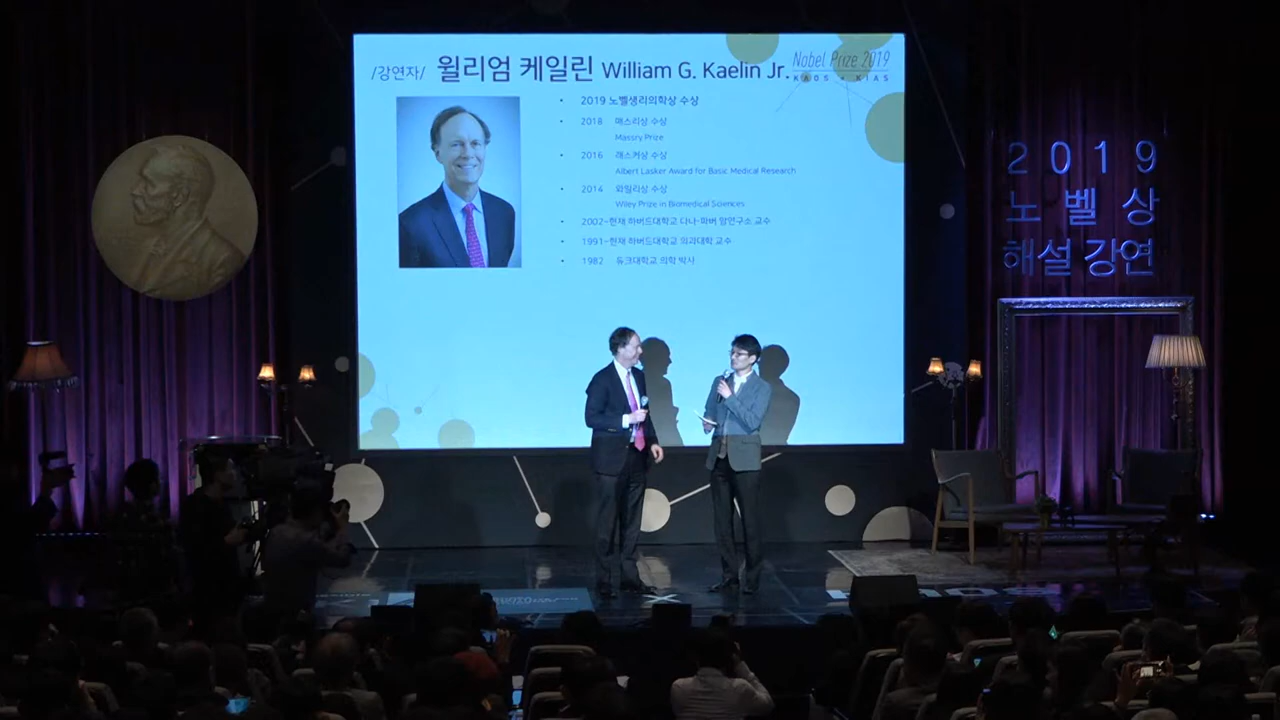 /강연자/ 윌리엄 케일린 William G. Kaelin Jr.
Nobel Prize 2019
KAOS + KIAS
• 2019 노벨생리의학상 수상
• 2018 매스리상 수상
Massry Prize
• 2016 래스커상 수상
Albert Lasker Award for Basic Medical Research
• 2014 와일리상 수상
Wiley Prize in Biomedical Sciences
• 2002-현재 하버드대학교 다나-파버 암연구소 교수
• 1991-현재 하버드대학교 의과대학 교수
• 1982 듀크대학교 의학 박사
2019
노벨상
해설 강연